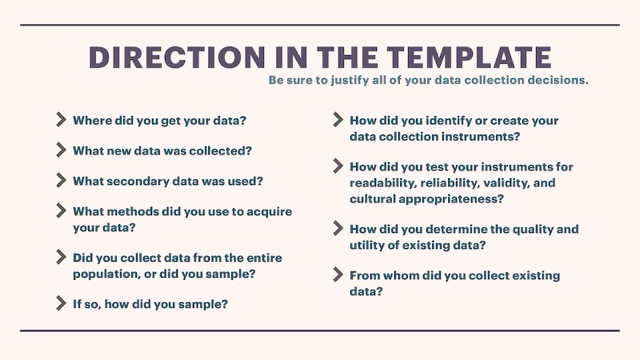 DIRECTION IN THE TEMPLATE
Be sure to justify all of your data collection decisions.
Where did you get your data?
What new data was collected?
What secondary data was used?
What methods did you use to acquire
your data?
Did you collect data from the entire
population, or did you sample?
If so, how did you sample?
How did you identify or create your
data collection instruments?
How did you test your instruments for
readability, reliability, validity, and
cultural appropriateness?
How did you determine the quality and
utility of existing data?
From whom did you collect existing
data?